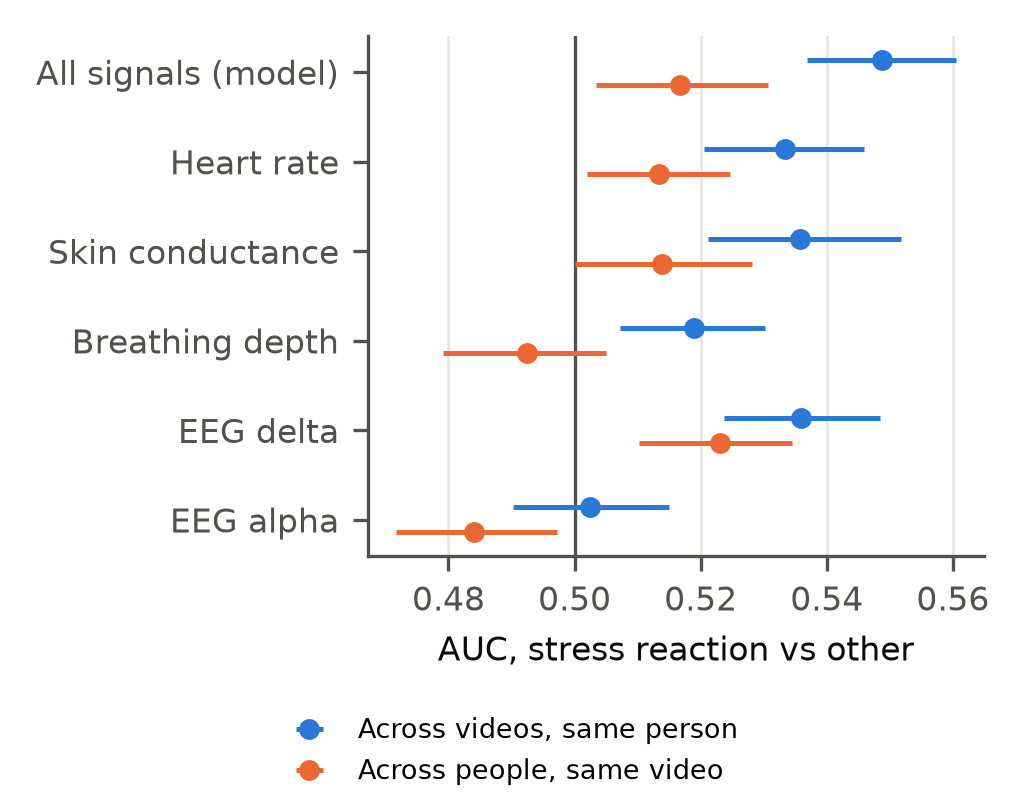 All signals (model)
Heart rate
Skin conductance
Breathing depth
EEG delta
EEG alpha
0.48 0.50 0.52 0.54 0.56
AUC, stress reaction vs other
Across videos, same person
Across people, same video